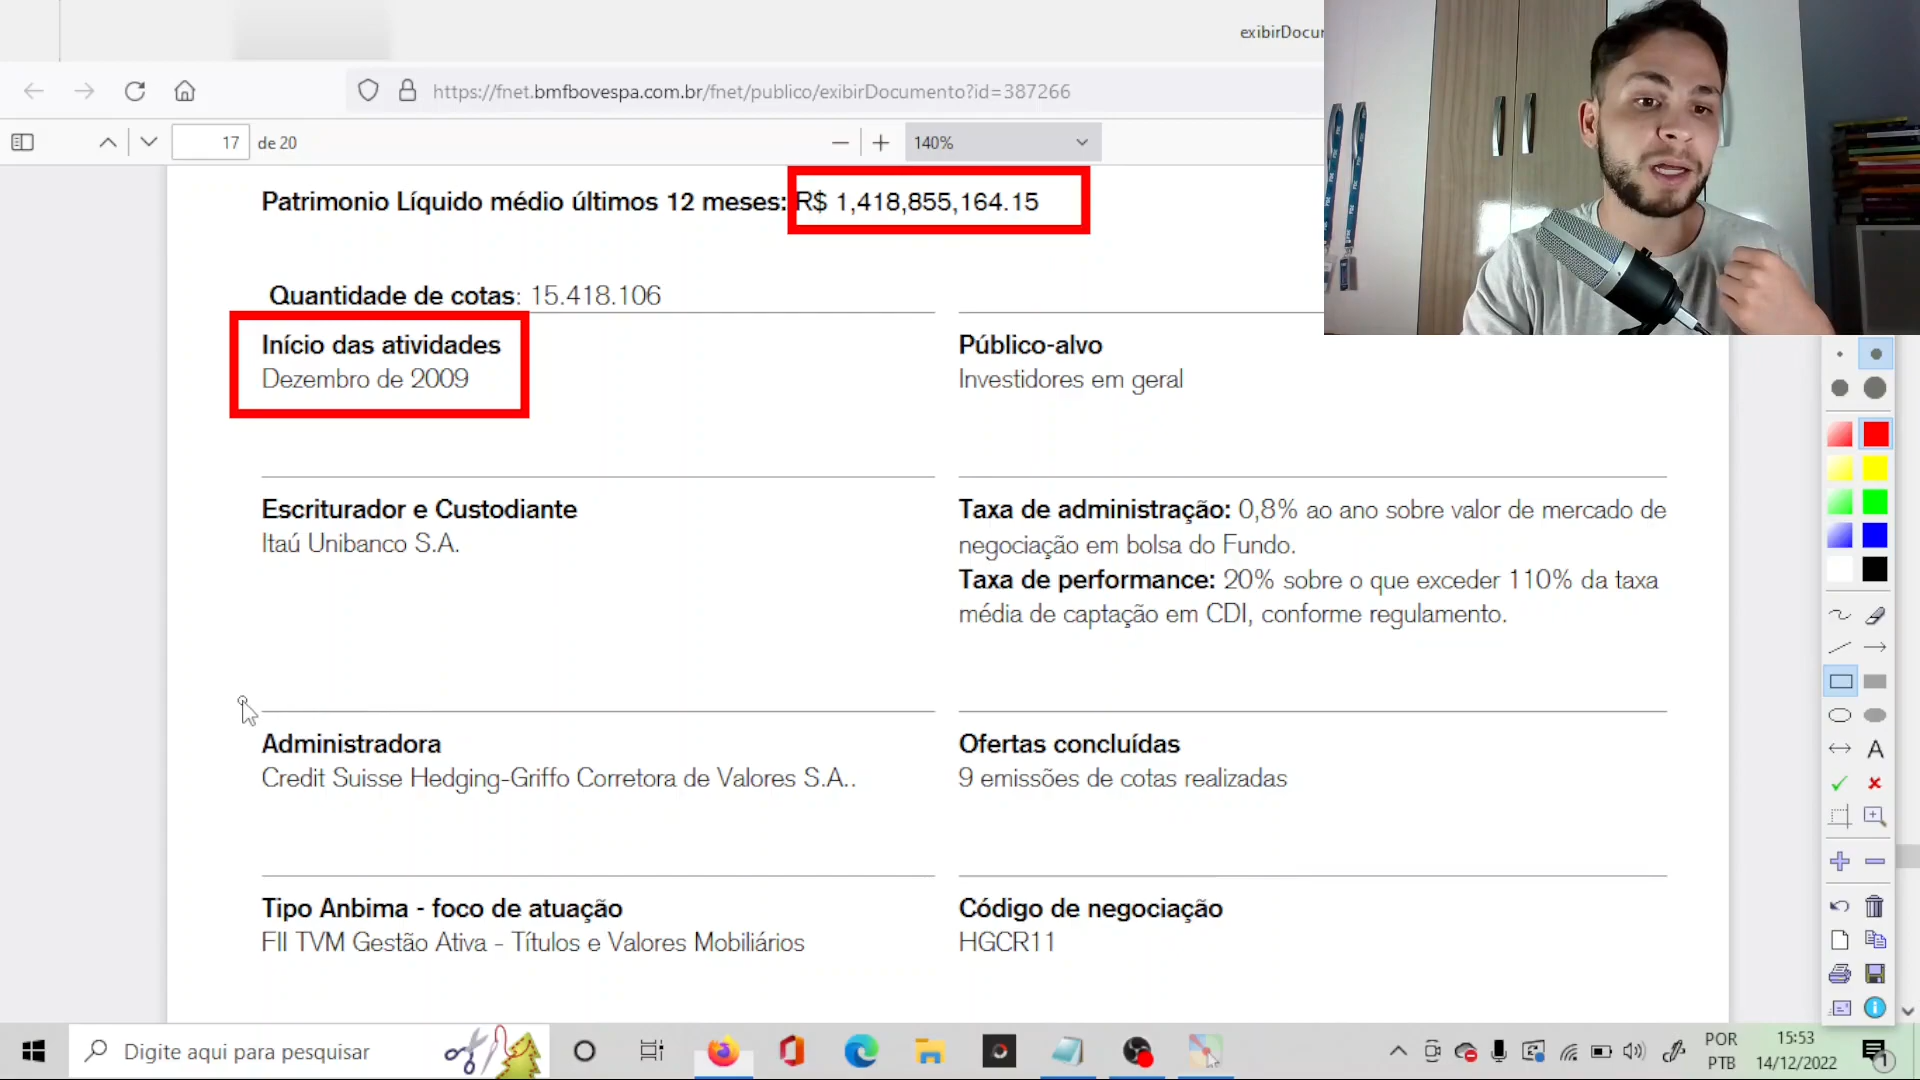 exibirDocu
https://fnet.bmfbovespa.com.br/fnet/publico/exibirDocumento?id=387266
17 de 20
140%
Patrimonio Líquido médio últimos 12 meses: R$ 1,418,855,164.15
Quantidade de cotas: 15.418.106
Início das atividades
Dezembro de 2009
Público-alvo
Investidores em geral
Escriturador e Custodiante
Itaú Unibanco S.A.
Taxa de administração: 0,8% ao ano sobre valor de mercado de
negociação em bolsa do Fundo.
Taxa de performance: 20% sobre o que exceder 110% da taxa
média de captação em CDI, conforme regulamento.
Administradora
Credit Suisse Hedging-Griffo Corretora de Valores S.A..
Ofertas concluídas
9 emissões de cotas realizadas
Tipo Anbima - foco de atuação
FII TVM Gestão Ativa - Títulos e Valores Mobiliários
Código de negociação
HGCR11
A
Digite aqui para pesquisar
POR
PTB
15:53
14/12/2022
1